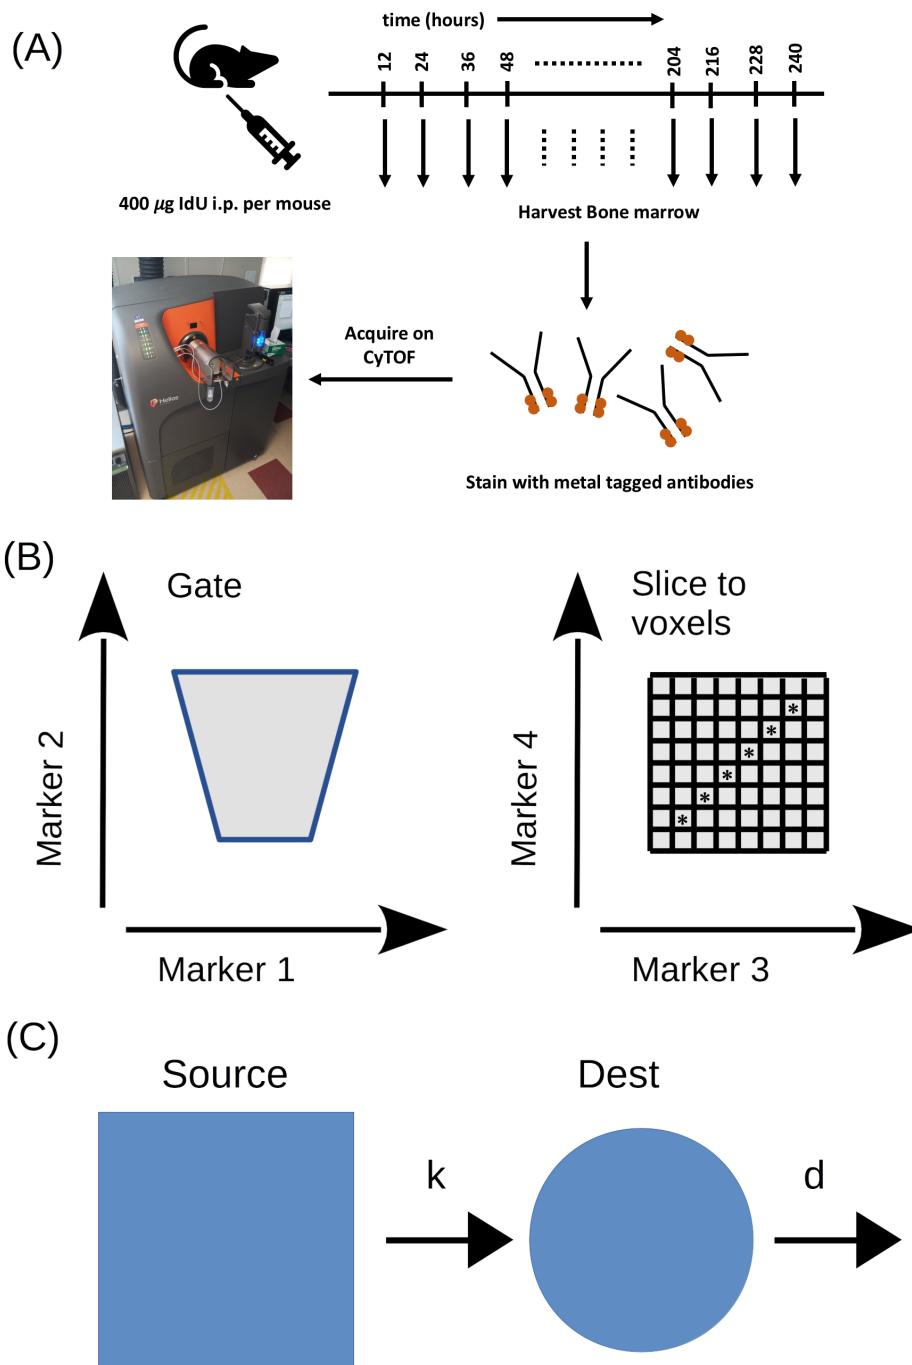 (A)
time (hours)
12
24
36
48
204
216
228
240
400 µg IdU i.p. per mouse
Harvest Bone marrow
Acquire on
CyTOF
Helios
Stain with metal tagged antibodies
(B)
Gate
Marker 2
Marker 1
Slice to
voxels
* * * * * *
Marker 4
Marker 3
(C)
Source
Dest
k
d